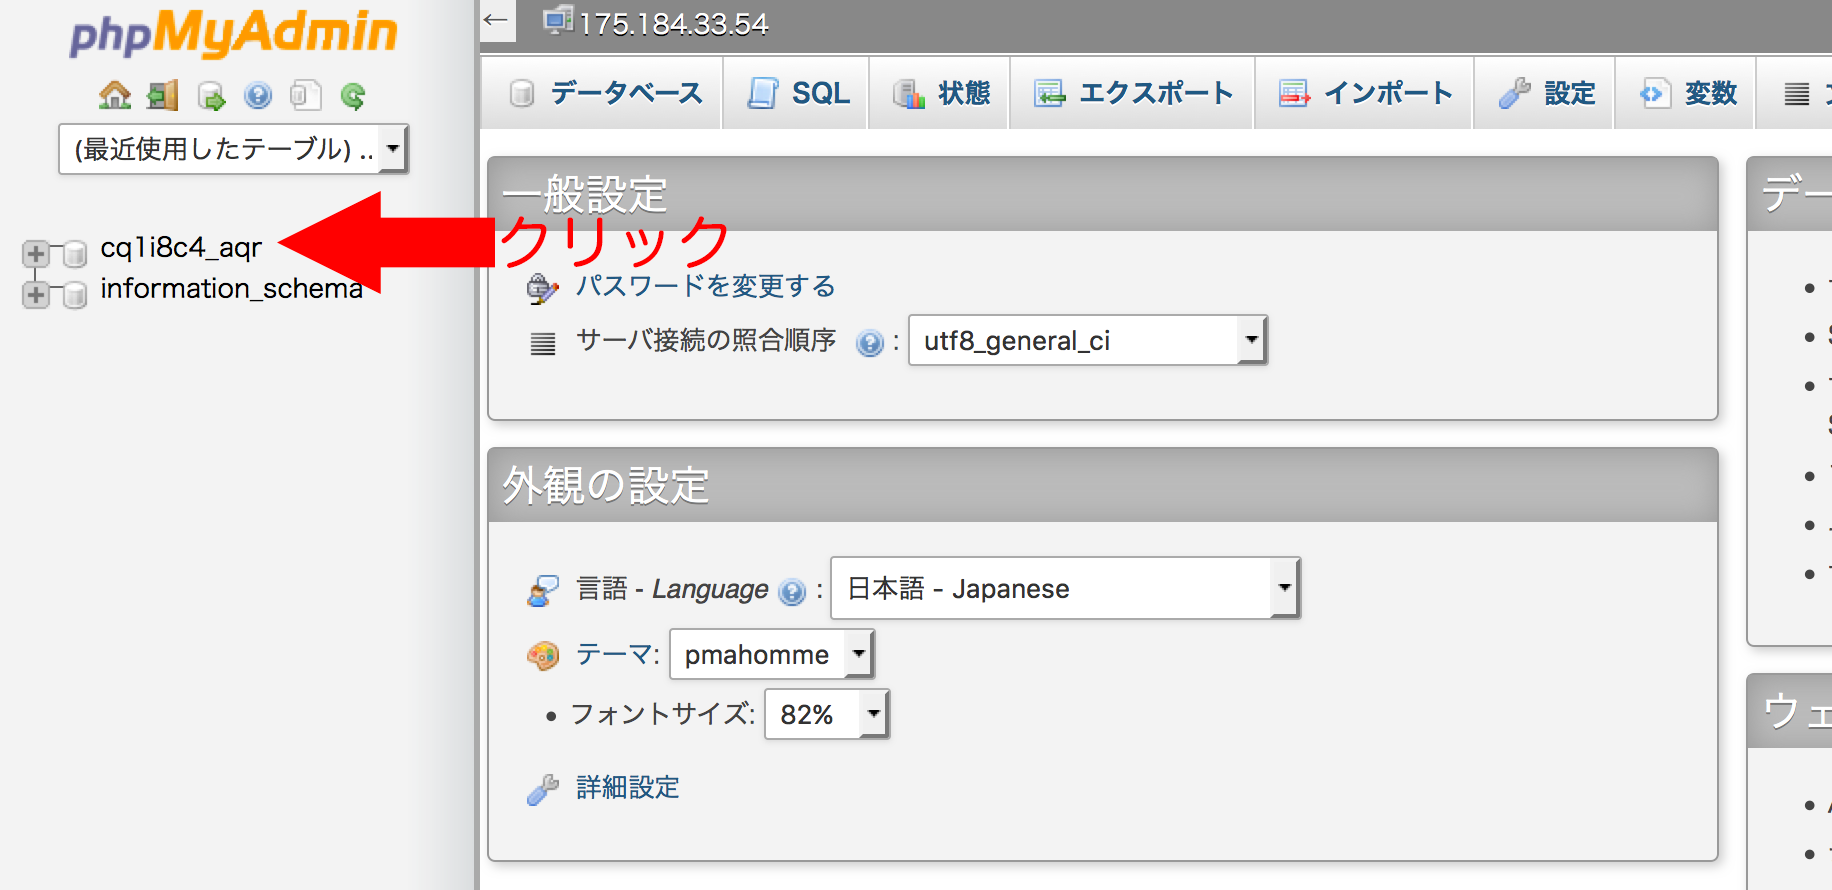 phpMyAdmin
(最近使用したテーブル) ..
cq1i8c4_aqr
information_schema
175.184.33.54
データベース SQL 状態 エクスポート インポート 設定 変数
一般設定
クリック
パスワードを変更する
サーバ接続の照合順序 : utf8_general_ci
外観の設定
言語 - Language : 日本語 - Japanese
テーマ: pmahomme
• フォントサイズ: 82%
詳細設定
デー
ウェ